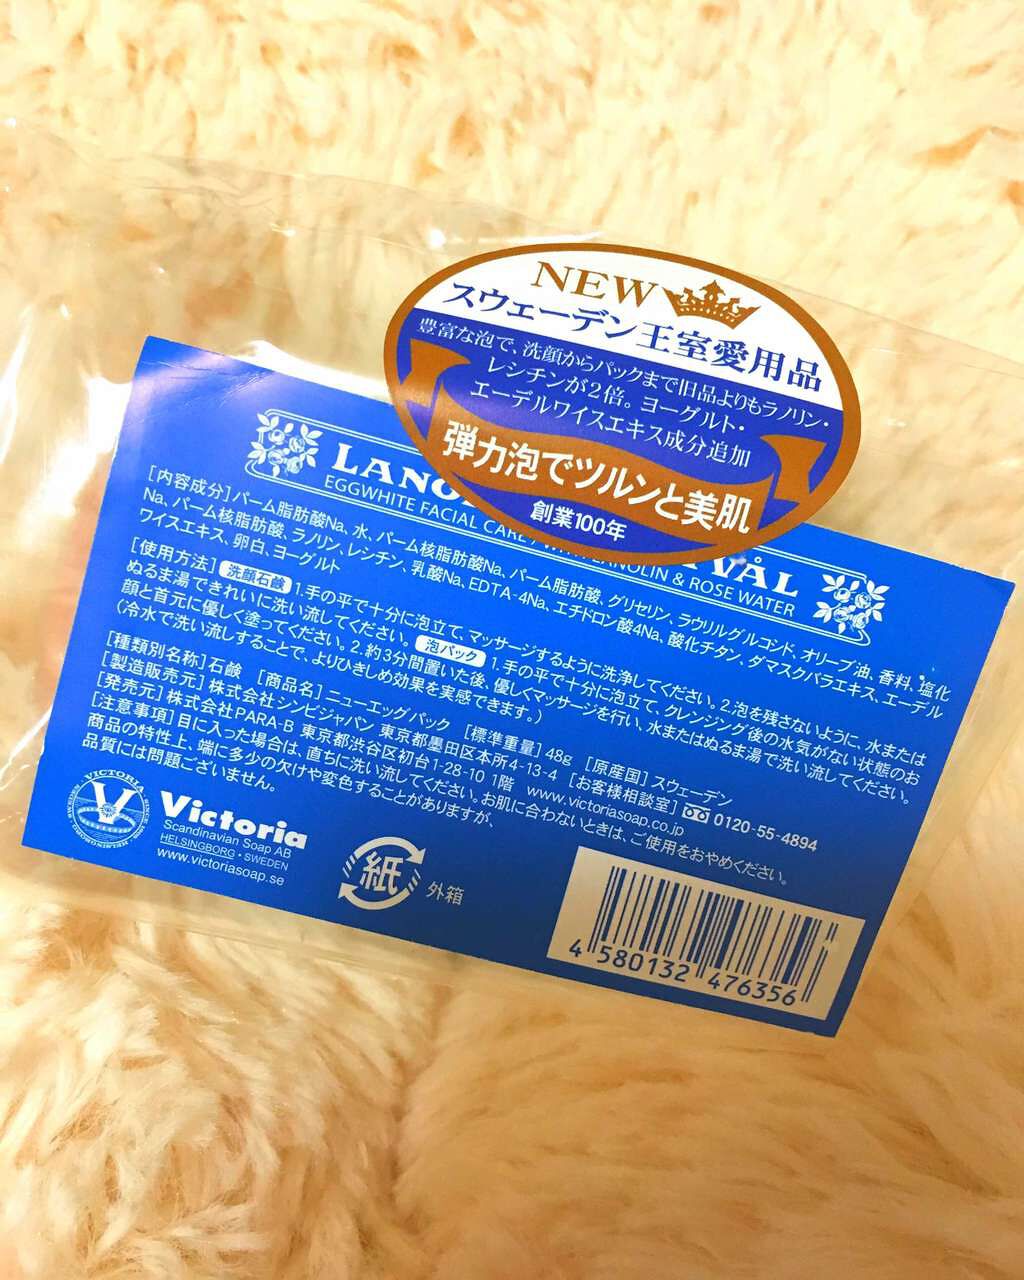 NEW
スウェーデン王室愛用品
豊富な泡で、洗顔からパックまで旧品よりもラノリン・
レシチンが2倍。ヨーグルト・
エーデルワイスエキス成分追加
弾力泡でツルンと美肌
創業100年
LANO
VÅL
EGGWHITE FACIAL CARE / WITH LANOLIN & ROSE WATER
[内容成分]パーム脂肪酸Na、水、パーム核脂肪酸Na、パーム脂肪酸、グリセリン、ラウリルグルコシド、オリーブ油、香料、塩化
Na、パーム核脂肪酸、ラノリン、レシチン、乳酸Na、EDTA-4Na、エチドロン酸4Na、酸化チタン、ダマスクバラエキス、エーデル
ワイスエキス、卵白、ヨーグルト
[使用方法] 洗顔石鹸 1.手の平で十分に泡立て、マッサージするように洗浄してください。2.泡を残さないように、水または
ぬるま湯できれいに洗い流してください。 泡パック 1.手の平で十分に泡立て、クレンジング後の水気がない状態のお
顔と首元に優しく塗ってください。2.約3分間置いた後、優しくマッサージを行い、水またはぬるま湯で洗い流してください。
(冷水で洗い流しすることで、よりひきしめ効果を実感できます。)
[種類別名称]石鹸 [商品名]ニューエッグパック [標準重量]48g [原産国]スウェーデン
[製造販売元]株式会社シンビジャパン 東京都墨田区本所4-13-4 [お客様相談室] 0120-55-4894
[発売元]株式会社PARA-B 東京都渋谷区初台1-28-10 1階 www.victoriasoap.co.jp
[注意事項]目に入った場合は、直ちに洗い流してください。お肌に合わないときは、ご使用をおやめください。
商品の特性上、端に多少の欠けや変色することがありますが、
品質には問題ございません。
VICTORIA
V
Victoria
Scandinavian Soap AB
HELSINGBORG・SWEDEN
www.victoriasoap.se
紙
外箱
4 580132 476356